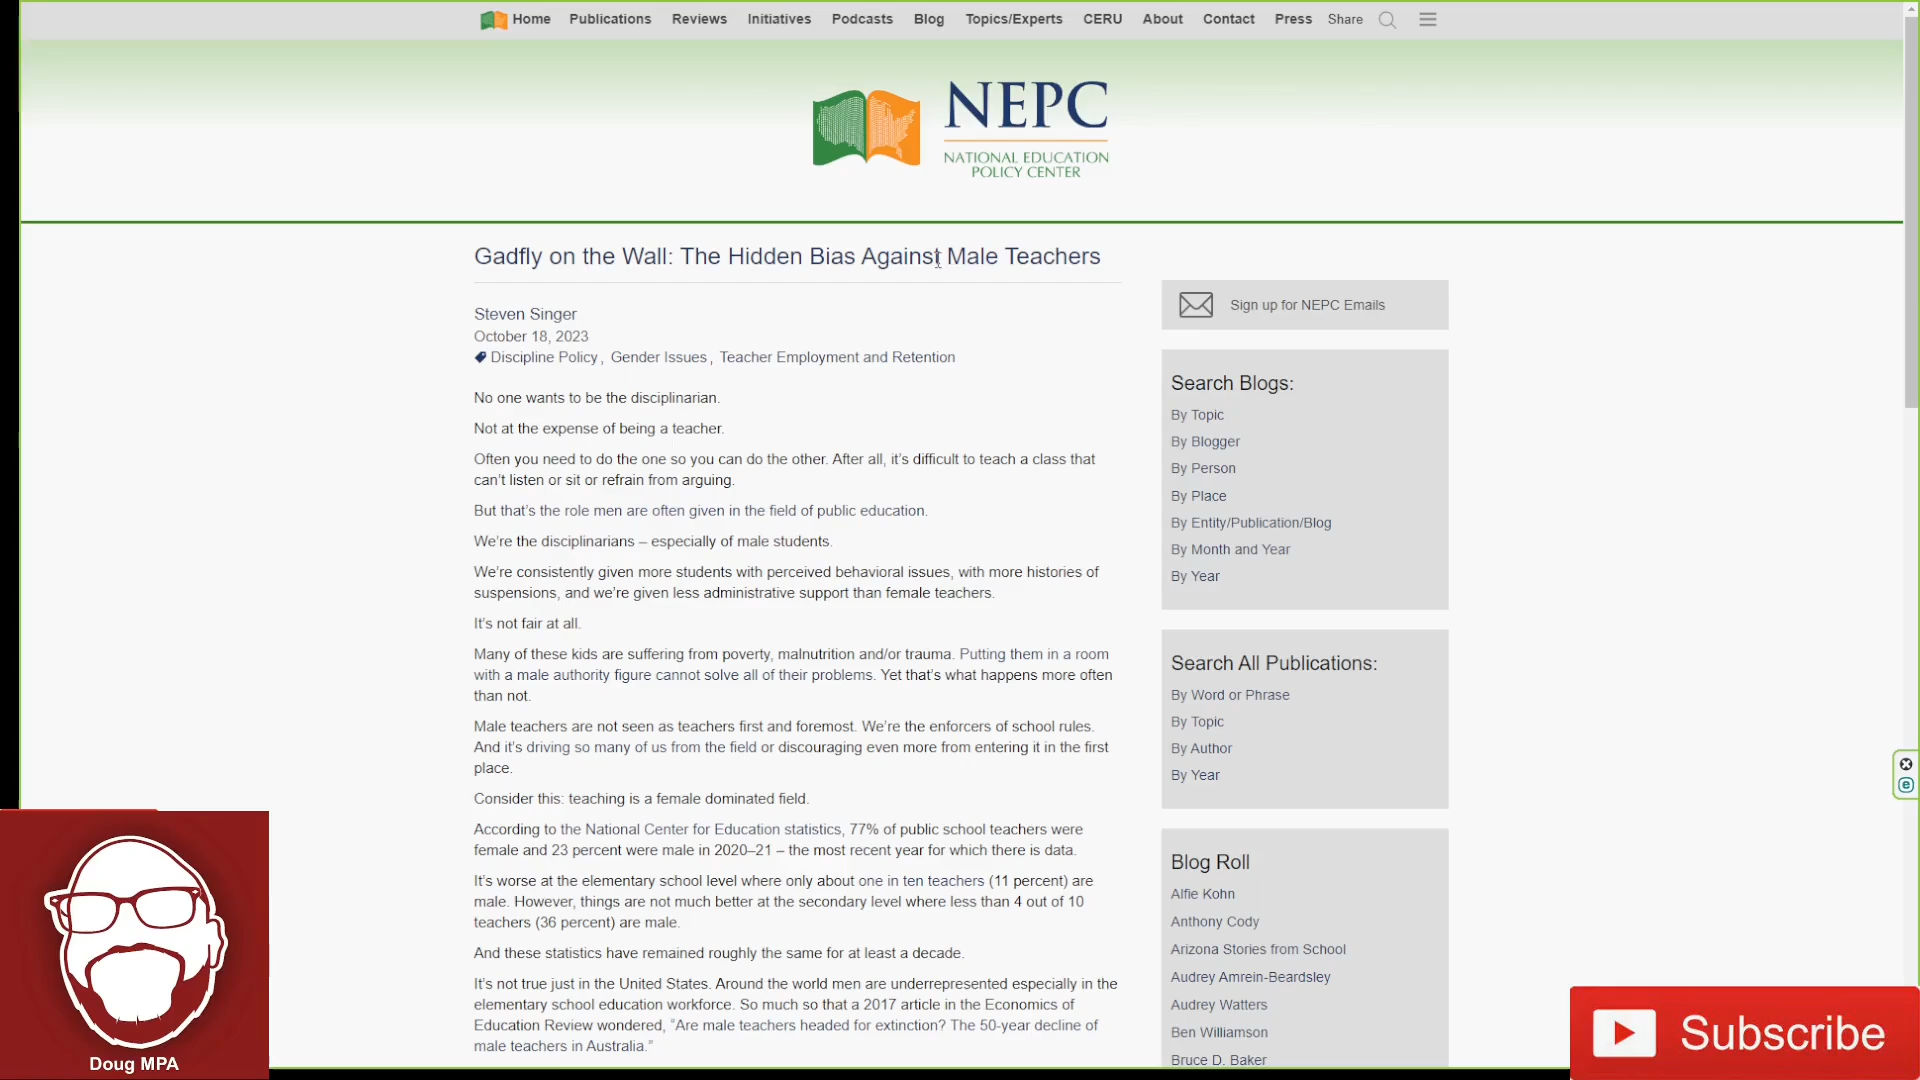 Home Publications Reviews Initiatives Podcasts Blog Topics/Experts CERU About Contact Press Share
NEPC
NATIONAL EDUCATION
POLICY CENTER
Gadfly on the Wall: The Hidden Bias Against Male Teachers
Steven Singer
October 18, 2023
Discipline Policy, Gender Issues, Teacher Employment and Retention
No one wants to be the disciplinarian.
Not at the expense of being a teacher.
Often you need to do the one so you can do the other. After all, it's difficult to teach a class that
can't listen or sit or refrain from arguing.
But that's the role men are often given in the field of public education.
We're the disciplinarians – especially of male students.
We're consistently given more students with perceived behavioral issues, with more histories of
suspensions, and we're given less administrative support than female teachers.
It's not fair at all.
Many of these kids are suffering from poverty, malnutrition and/or trauma. Putting them in a room
with a male authority figure cannot solve all of their problems. Yet that's what happens more often
than not.
Male teachers are not seen as teachers first and foremost. We're the enforcers of school rules.
And it's driving so many of us from the field or discouraging even more from entering it in the first
place.
Consider this: teaching is a female dominated field.
According to the National Center for Education statistics, 77% of public school teachers were
female and 23 percent were male in 2020–21 – the most recent year for which there is data.
It's worse at the elementary school level where only about one in ten teachers (11 percent) are
male. However, things are not much better at the secondary level where less than 4 out of 10
teachers (36 percent) are male.
And these statistics have remained roughly the same for at least a decade.
It's not true just in the United States. Around the world men are underrepresented especially in the
elementary school education workforce. So much so that a 2017 article in the Economics of
Education Review wondered, “Are male teachers headed for extinction? The 50-year decline of
male teachers in Australia.”
Sign up for NEPC Emails
Search Blogs:
By Topic
By Blogger
By Person
By Place
By Entity/Publication/Blog
By Month and Year
By Year
Search All Publications:
By Word or Phrase
By Topic
By Author
By Year
Blog Roll
Alfie Kohn
Anthony Cody
Arizona Stories from School
Audrey Amrein-Beardsley
Audrey Watters
Ben Williamson
Bruce D. Baker
Doug MPA
Subscribe